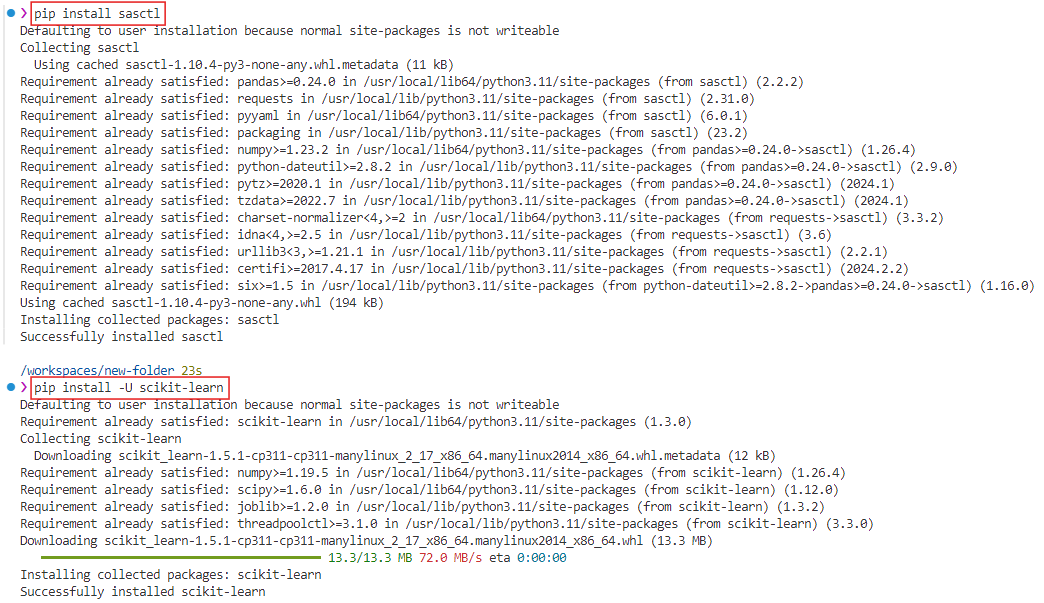 ❯ pip install sasctl
Defaulting to user installation because normal site-packages is not writeable
Collecting sasctl
  Using cached sasctl-1.10.4-py3-none-any.whl.metadata (11 kB)
Requirement already satisfied: pandas>=0.24.0 in /usr/local/lib64/python3.11/site-packages (from sasctl) (2.2.2)
Requirement already satisfied: requests in /usr/local/lib/python3.11/site-packages (from sasctl) (2.31.0)
Requirement already satisfied: pyyaml in /usr/local/lib64/python3.11/site-packages (from sasctl) (6.0.1)
Requirement already satisfied: packaging in /usr/local/lib/python3.11/site-packages (from sasctl) (23.2)
Requirement already satisfied: numpy>=1.23.2 in /usr/local/lib64/python3.11/site-packages (from pandas>=0.24.0->sasctl) (1.26.4)
Requirement already satisfied: python-dateutil>=2.8.2 in /usr/local/lib/python3.11/site-packages (from pandas>=0.24.0->sasctl) (2.9.0)
Requirement already satisfied: pytz>=2020.1 in /usr/local/lib/python3.11/site-packages (from pandas>=0.24.0->sasctl) (2024.1)
Requirement already satisfied: tzdata>=2022.7 in /usr/local/lib/python3.11/site-packages (from pandas>=0.24.0->sasctl) (2024.1)
Requirement already satisfied: charset-normalizer<4,>=2 in /usr/local/lib64/python3.11/site-packages (from requests->sasctl) (3.3.2)
Requirement already satisfied: idna<4,>=2.5 in /usr/local/lib/python3.11/site-packages (from requests->sasctl) (3.6)
Requirement already satisfied: urllib3<3,>=1.21.1 in /usr/local/lib/python3.11/site-packages (from requests->sasctl) (2.2.1)
Requirement already satisfied: certifi>=2017.4.17 in /usr/local/lib/python3.11/site-packages (from requests->sasctl) (2024.2.2)
Requirement already satisfied: six>=1.5 in /usr/local/lib/python3.11/site-packages (from python-dateutil>=2.8.2->pandas>=0.24.0->sasctl) (1.16.0)
Using cached sasctl-1.10.4-py3-none-any.whl (194 kB)
Installing collected packages: sasctl
Successfully installed sasctl
/workspaces/new-folder 23s
❯ pip install -U scikit-learn
Defaulting to user installation because normal site-packages is not writeable
Requirement already satisfied: scikit-learn in /usr/local/lib64/python3.11/site-packages (1.3.0)
Collecting scikit-learn
  Downloading scikit_learn-1.5.1-cp311-cp311-manylinux_2_17_x86_64.manylinux2014_x86_64.whl.metadata (12 kB)
Requirement already satisfied: numpy>=1.19.5 in /usr/local/lib64/python3.11/site-packages (from scikit-learn) (1.26.4)
Requirement already satisfied: scipy>=1.6.0 in /usr/local/lib64/python3.11/site-packages (from scikit-learn) (1.12.0)
Requirement already satisfied: joblib>=1.2.0 in /usr/local/lib/python3.11/site-packages (from scikit-learn) (1.3.2)
Requirement already satisfied: threadpoolctl>=3.1.0 in /usr/local/lib/python3.11/site-packages (from scikit-learn) (3.3.0)
Downloading scikit_learn-1.5.1-cp311-cp311-manylinux_2_17_x86_64.manylinux2014_x86_64.whl (13.3 MB)
13.3/13.3 MB 72.0 MB/s eta 0:00:00
Installing collected packages: scikit-learn
Successfully installed scikit-learn